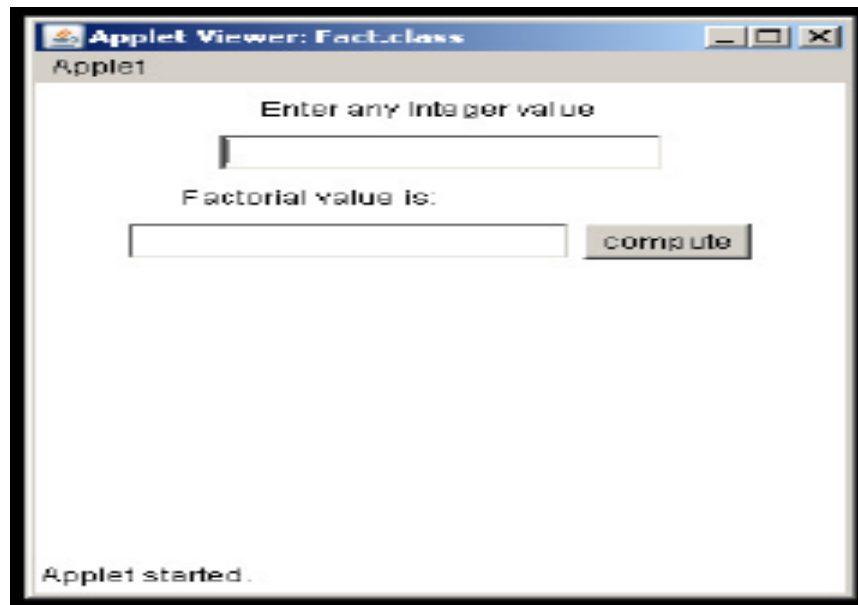 Applet Viewer: Fact.class
Applet
Enter any integer value
Factorial value is:
compute
Applet started.